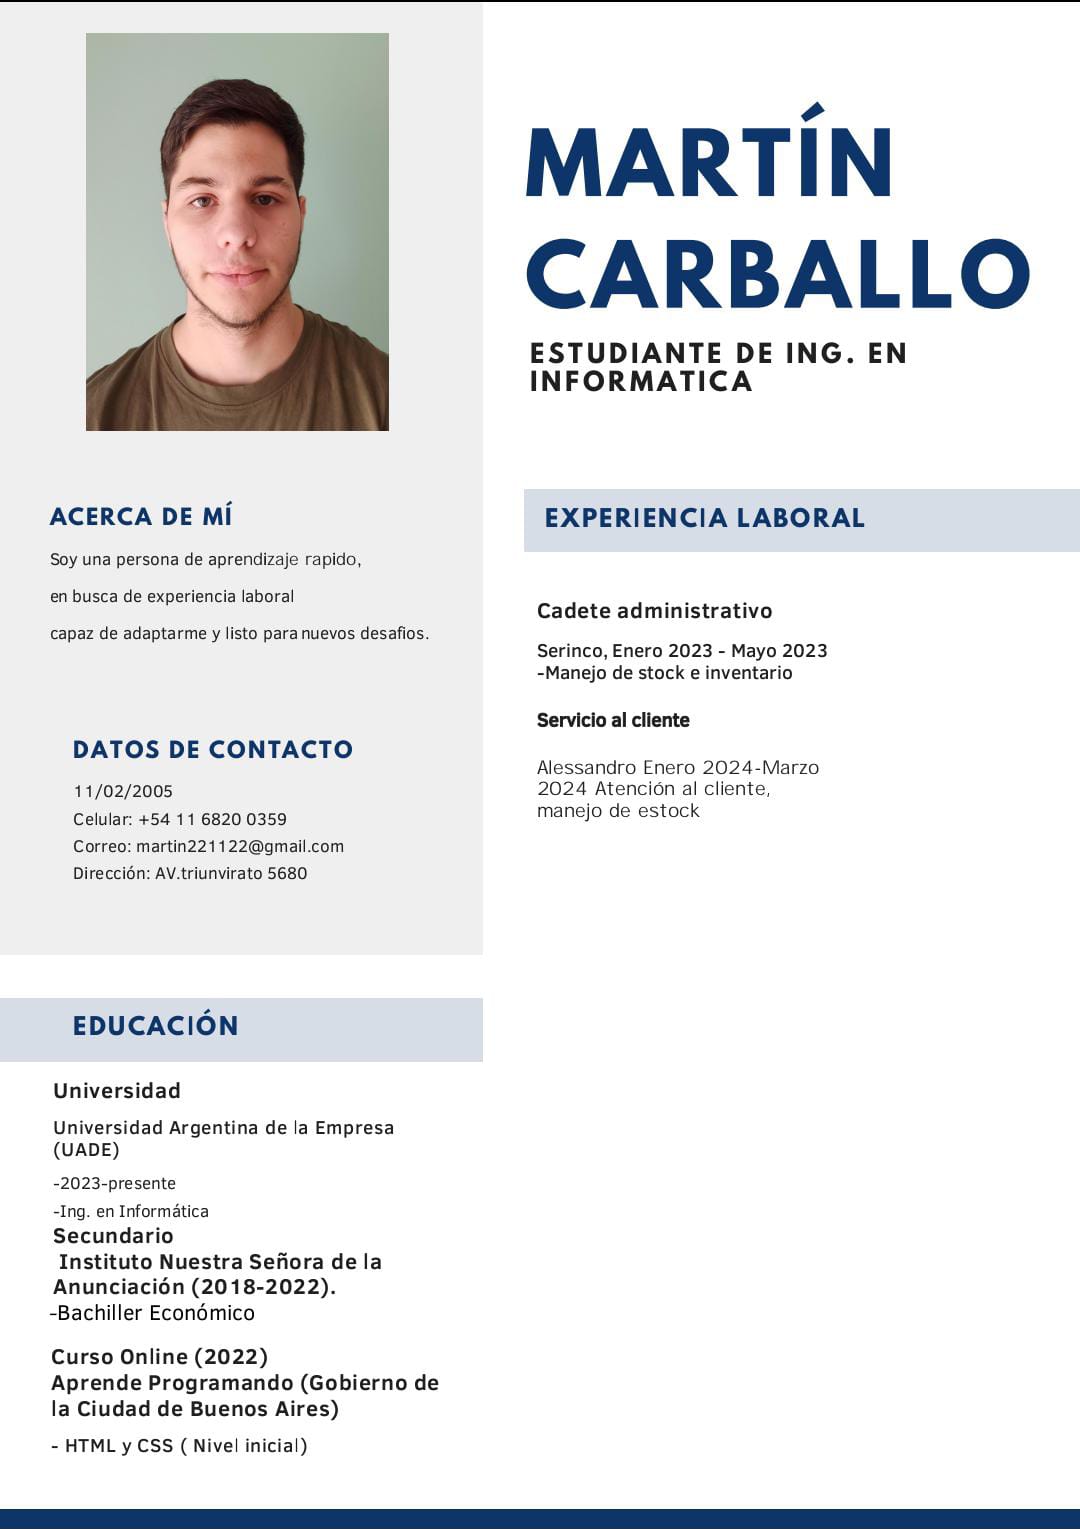 MARTÍN
CARBALLO
ESTUDIANTE DE ING. EN
INFORMATICA
ACERCA DE MÍ
Soy una persona de aprendizaje rapido,
en busca de experiencia laboral
capaz de adaptarme y listo para nuevos desafios.
DATOS DE CONTACTO
11/02/2005
Celular: +54 11 6820 0359
Correo: martin221122@gmail.com
Dirección: AV.triunvirato 5680
EDUCACIÓN
Universidad
Universidad Argentina de la Empresa
(UADE)
-2023-presente
-Ing. en Informática
Secundario
Instituto Nuestra Señora de la
Anunciación (2018-2022).
-Bachiller Económico
Curso Online (2022)
Aprende Programando (Gobierno de
la Ciudad de Buenos Aires)
- HTML y CSS ( Nivel inicial)
EXPERIENCIA LABORAL
Cadete administrativo
Serinco, Enero 2023 - Mayo 2023
-Manejo de stock e inventario
Servicio al cliente
Alessandro Enero 2024-Marzo
2024 Atención al cliente,
manejo de estock